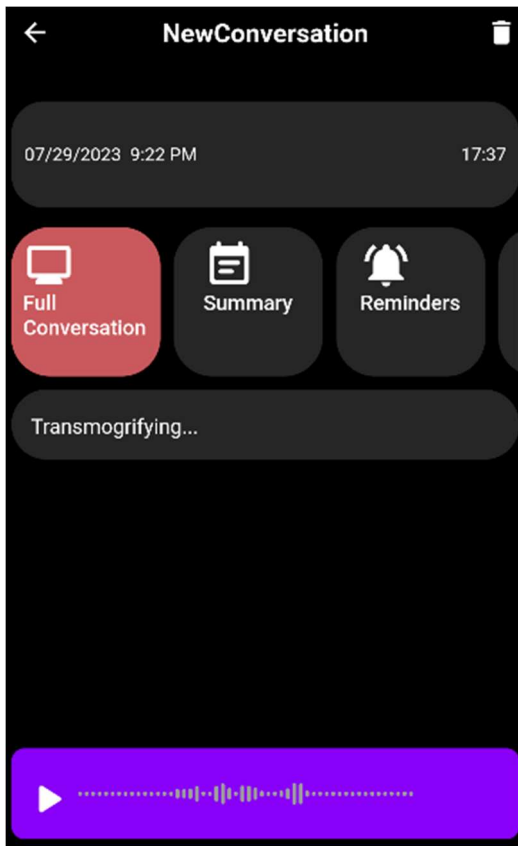 NewConversation
07/29/2023 9:22 PM 17:37
Full
Conversation
Summary
Reminders
Transmogrifying...